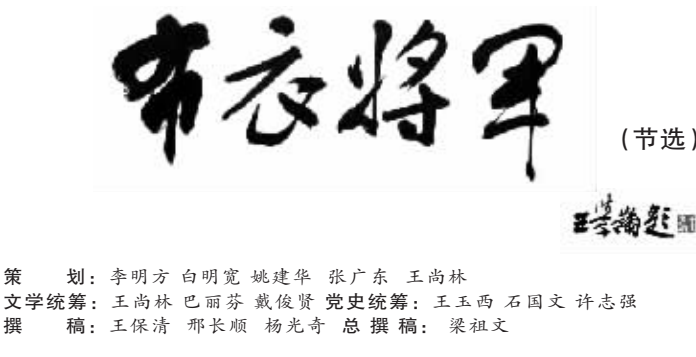 布衣将军
（节选）
题
策　　划：李明方 白明宽 姚建华 张广东 王尚林
文学统筹：王尚林 巴丽芬 戴俊贤 党史统筹：王玉西 石国文 许志强
撰　　稿：王保清 邢长顺 杨光奇 总 撰 稿： 梁祖文